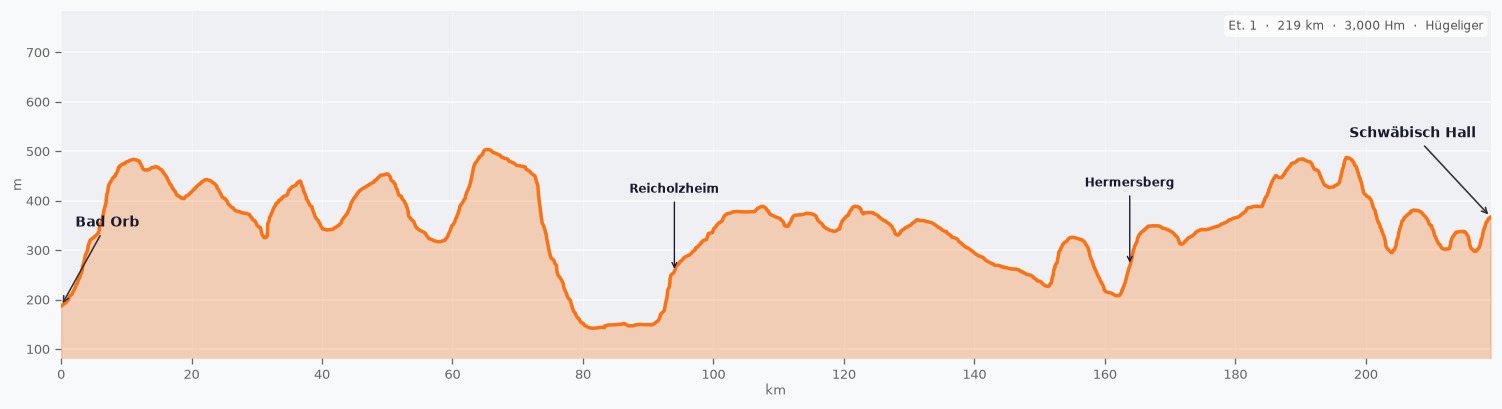 Et. 1 · 219 km · 3,000 Hm · Hügeliger
700
600
500
400
300
200
100
m
Bad Orb
Reicholzheim
Hermersberg
Schwäbisch Hall
0 20 40 60 80 100 120 140 160 180 200
km